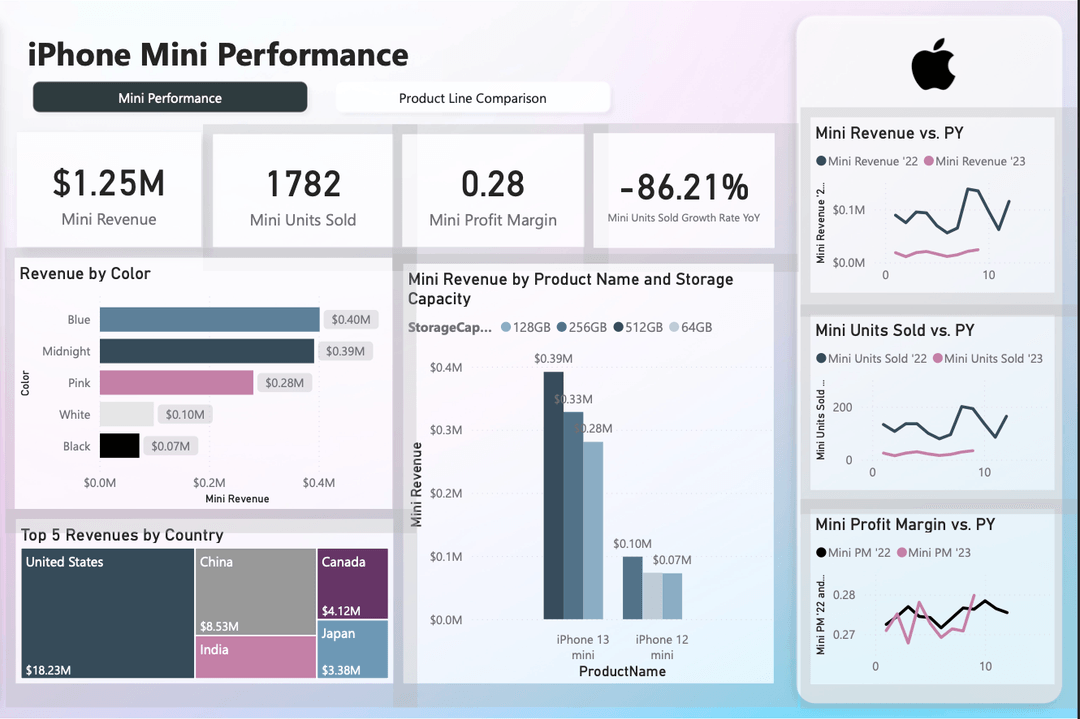 iPhone Mini Performance
Mini Performance
Product Line Comparison
$1.25M
Mini Revenue
1782
Mini Units Sold
0.28
Mini Profit Margin
-86.21%
Mini Units Sold Growth Rate YoY
Revenue by Color
Color
Blue
$0.40M
Midnight
$0.39M
Pink
$0.28M
White
$0.10M
Black
$0.07M
$0.0M $0.2M $0.4M
Mini Revenue
Top 5 Revenues by Country
United States
$18.23M
China
$8.53M
India
Canada
$4.12M
Japan
$3.38M
Mini Revenue by Product Name and Storage
Capacity
StorageCap... 128GB 256GB 512GB 64GB
Mini Revenue
$0.4M
$0.3M
$0.2M
$0.1M
$0.0M
$0.39M
$0.33M
$0.28M
$0.10M
$0.07M
iPhone 13
mini
iPhone 12
mini
ProductName
Mini Revenue vs. PY
Mini Revenue '22 Mini Revenue '23
Mini Revenue '2...
$0.1M
$0.0M
0 10
Mini Units Sold vs. PY
Mini Units Sold '22 Mini Units Sold '23
Mini Units Sold ...
200
0
0 10
Mini Profit Margin vs. PY
Mini PM '22 Mini PM '23
Mini PM '22 and...
0.28
0.27
0 10